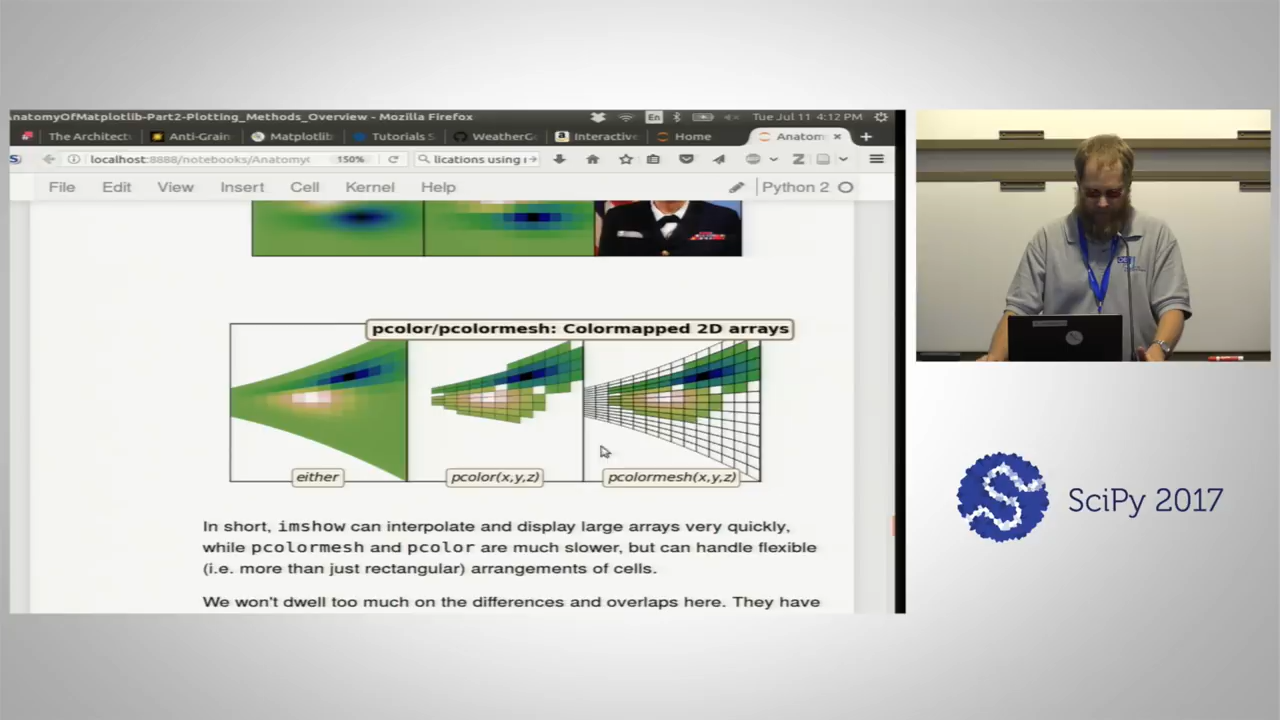 AnatomyOfMatplotlib-Part2-Plotting_Methods_Overview - Mozilla Firefox
En
Tue Jul 11 4:12 PM
The Architect
Anti-Grain
Matplotlib
Tutorials S
WeatherG
Interactive
Home
Anatom
localhost:8888/notebooks/Anatomy
150%
lications using
File Edit View Insert Cell Kernel Help
Python 2
pcolor/pcolormesh: Colormapped 2D arrays
either
pcolor(x,y,z)
pcolormesh(x,y,z)
In short, imshow can interpolate and display large arrays very quickly,
while pcolormesh and pcolor are much slower, but can handle flexible
(i.e. more than just rectangular) arrangements of cells.
We won't dwell too much on the differences and overlaps here. They have
SciPy 2017